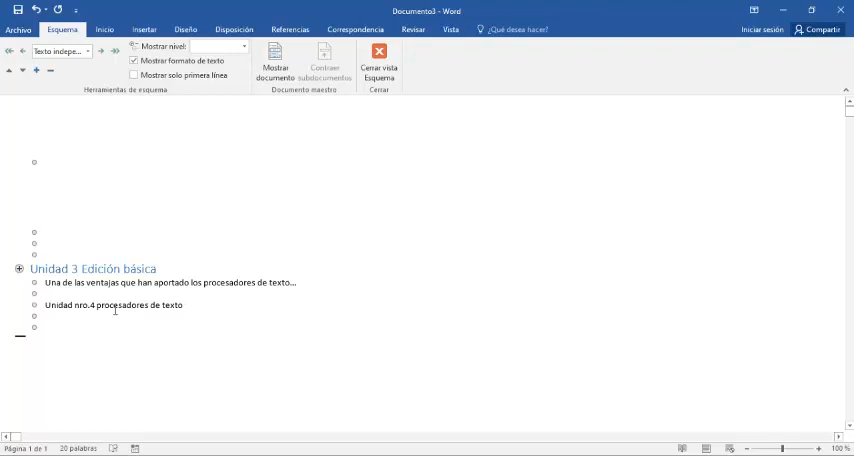 Documento3 - Word
Archivo Esquema Inicio Insertar Diseño Disposición Referencias Correspondencia Revisar Vista ¿Qué desea hacer? Iniciar sesión Compartir
Texto indepe... Mostrar nivel:
Mostrar formato de texto
Mostrar solo primera línea
Mostrar documento
Contraer subdocumentos
Cerrar vista Esquema
Herramientas de esquema Documento maestro Cerrar
Unidad 3 Edición básica
Una de las ventajas que han aportado los procesadores de texto...
Unidad nro.4 procesadores de texto
Página 1 de 1 20 palabras 100 %